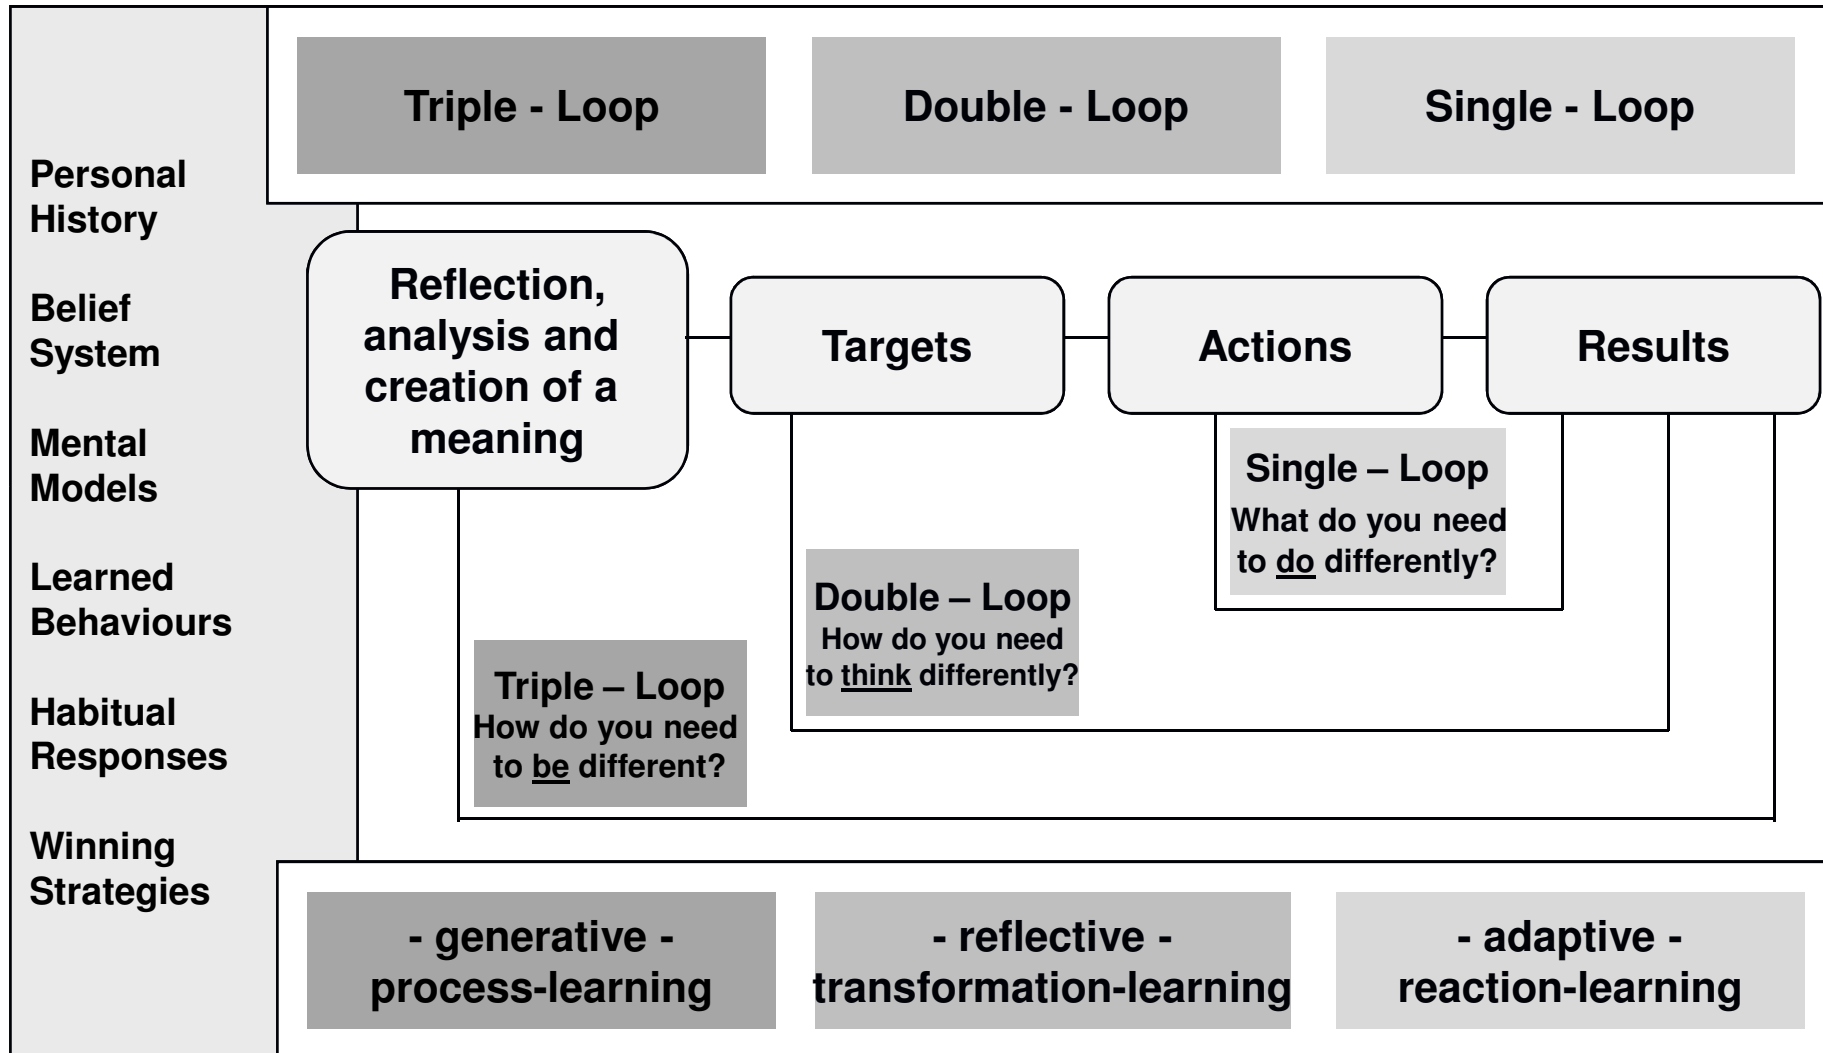 Triple - Loop
Double - Loop
Single - Loop
Personal
History
Belief
System
Mental
Models
Learned
Behaviours
Habitual
Responses
Winning
Strategies
Reflection,
analysis and
creation of a
meaning
Targets
Actions
Results
Single – Loop
What do you need
to do differently?
Double – Loop
How do you need
to think differently?
Triple – Loop
How do you need
to be different?
- generative -
process-learning
- reflective -
transformation-learning
- adaptive -
reaction-learning